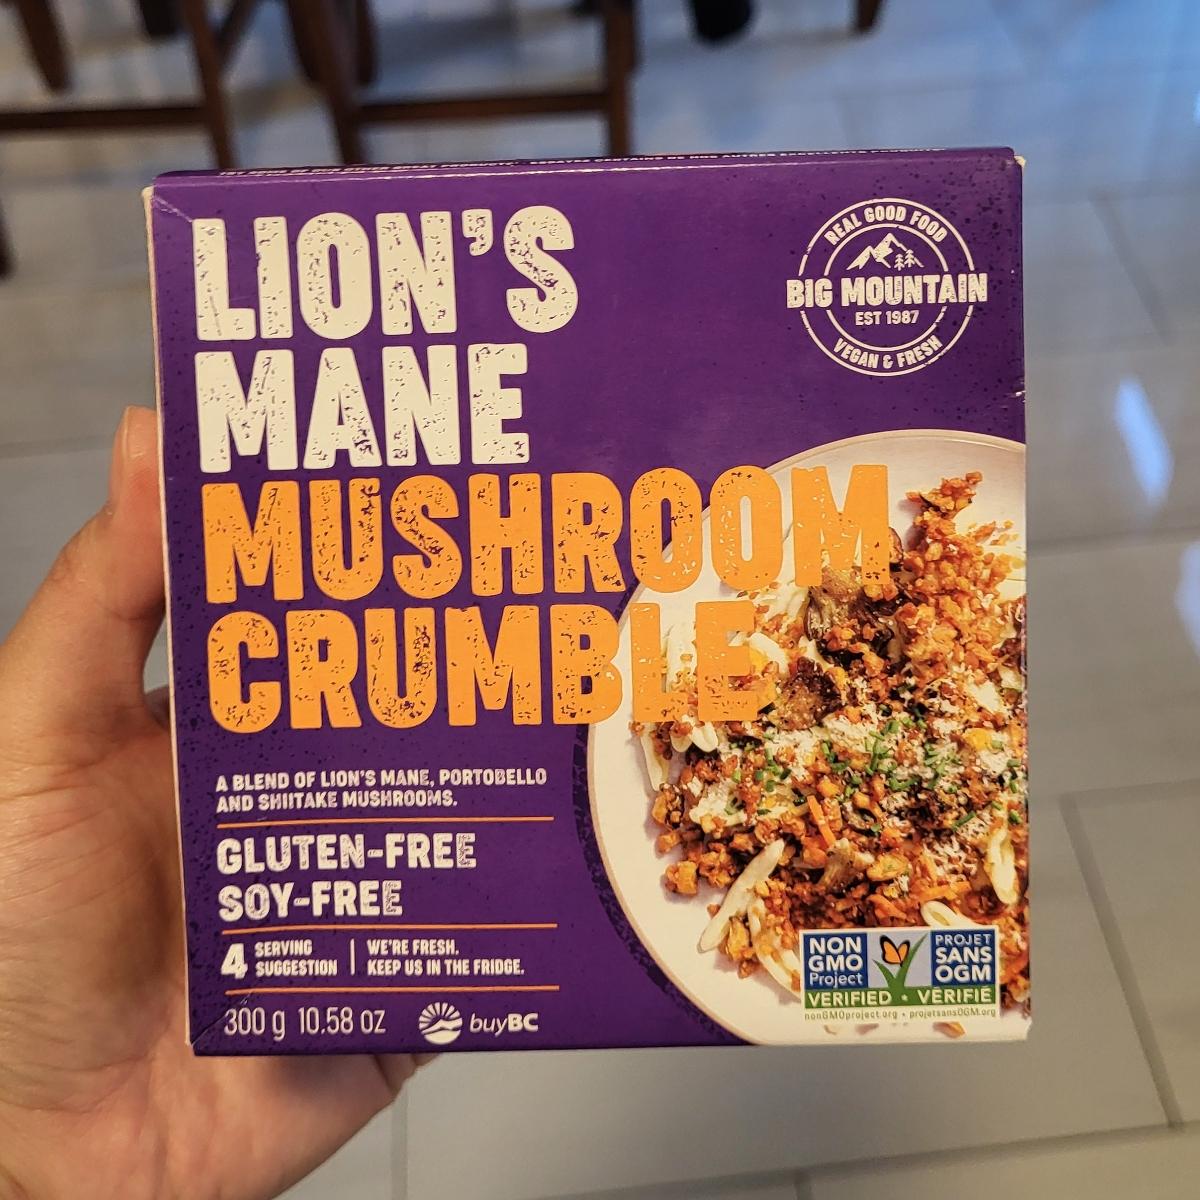 LION'S
MANE
MUSHROOM
CRUMBLE
REAL GOOD FOOD
BIG MOUNTAIN
EST 1987
VEGAN & FRESH
A BLEND OF LION'S MANE, PORTOBELLO
AND SHIITAKE MUSHROOMS.
GLUTEN-FREE
SOY-FREE
4 SERVING
SUGGESTION
WE'RE FRESH.
KEEP US IN THE FRIDGE.
300 g 10.58 oz
buyBC
NON
GMO
Project
VERIFIED
PROJET
SANS
OGM
VÉRIFIÉ
nonGMOproject.org • projetsansOGM.org